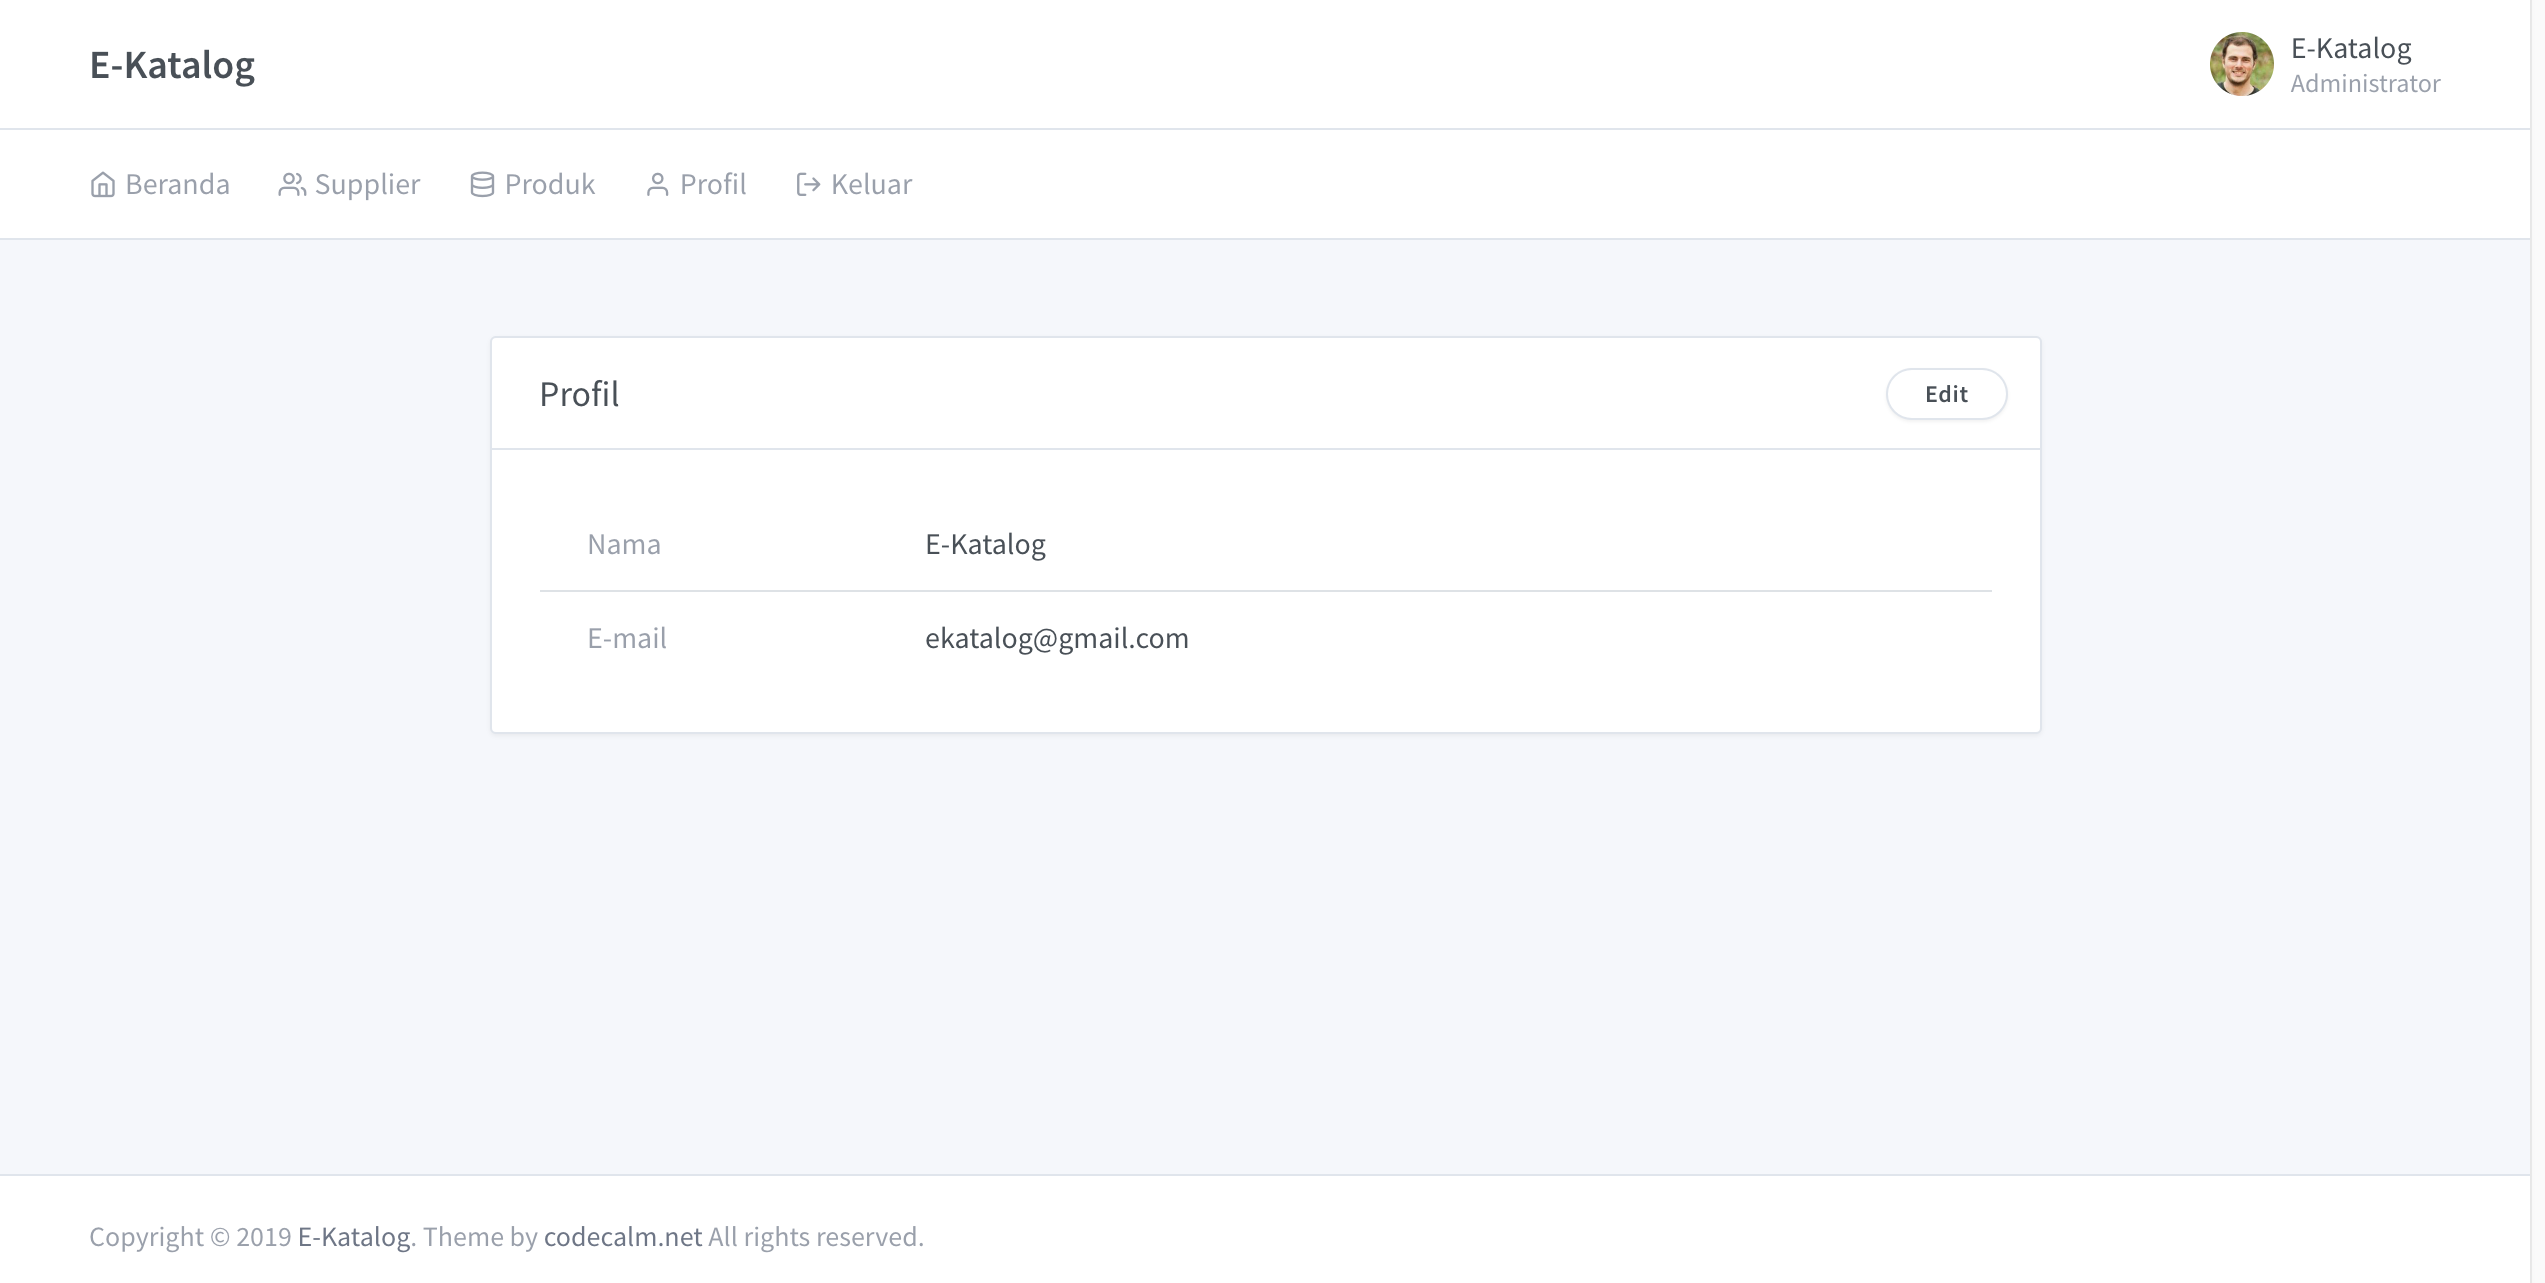 E-Katalog
E-Katalog
Administrator
Beranda Supplier Produk Profil Keluar
Profil
Edit
Nama E-Katalog
E-mail ekatalog@gmail.com
Copyright © 2019 E-Katalog. Theme by codecalm.net All rights reserved.